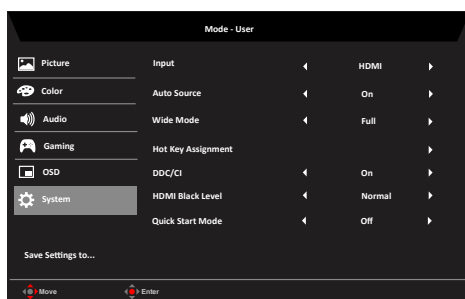 Mode - User
Picture
Color
Audio
Gaming
OSD
System
Input HDMI
Auto Source On
Wide Mode Full
Hot Key Assignment
DDC/CI On
HDMI Black Level Normal
Quick Start Mode Off
Save Settings to...
Move Enter